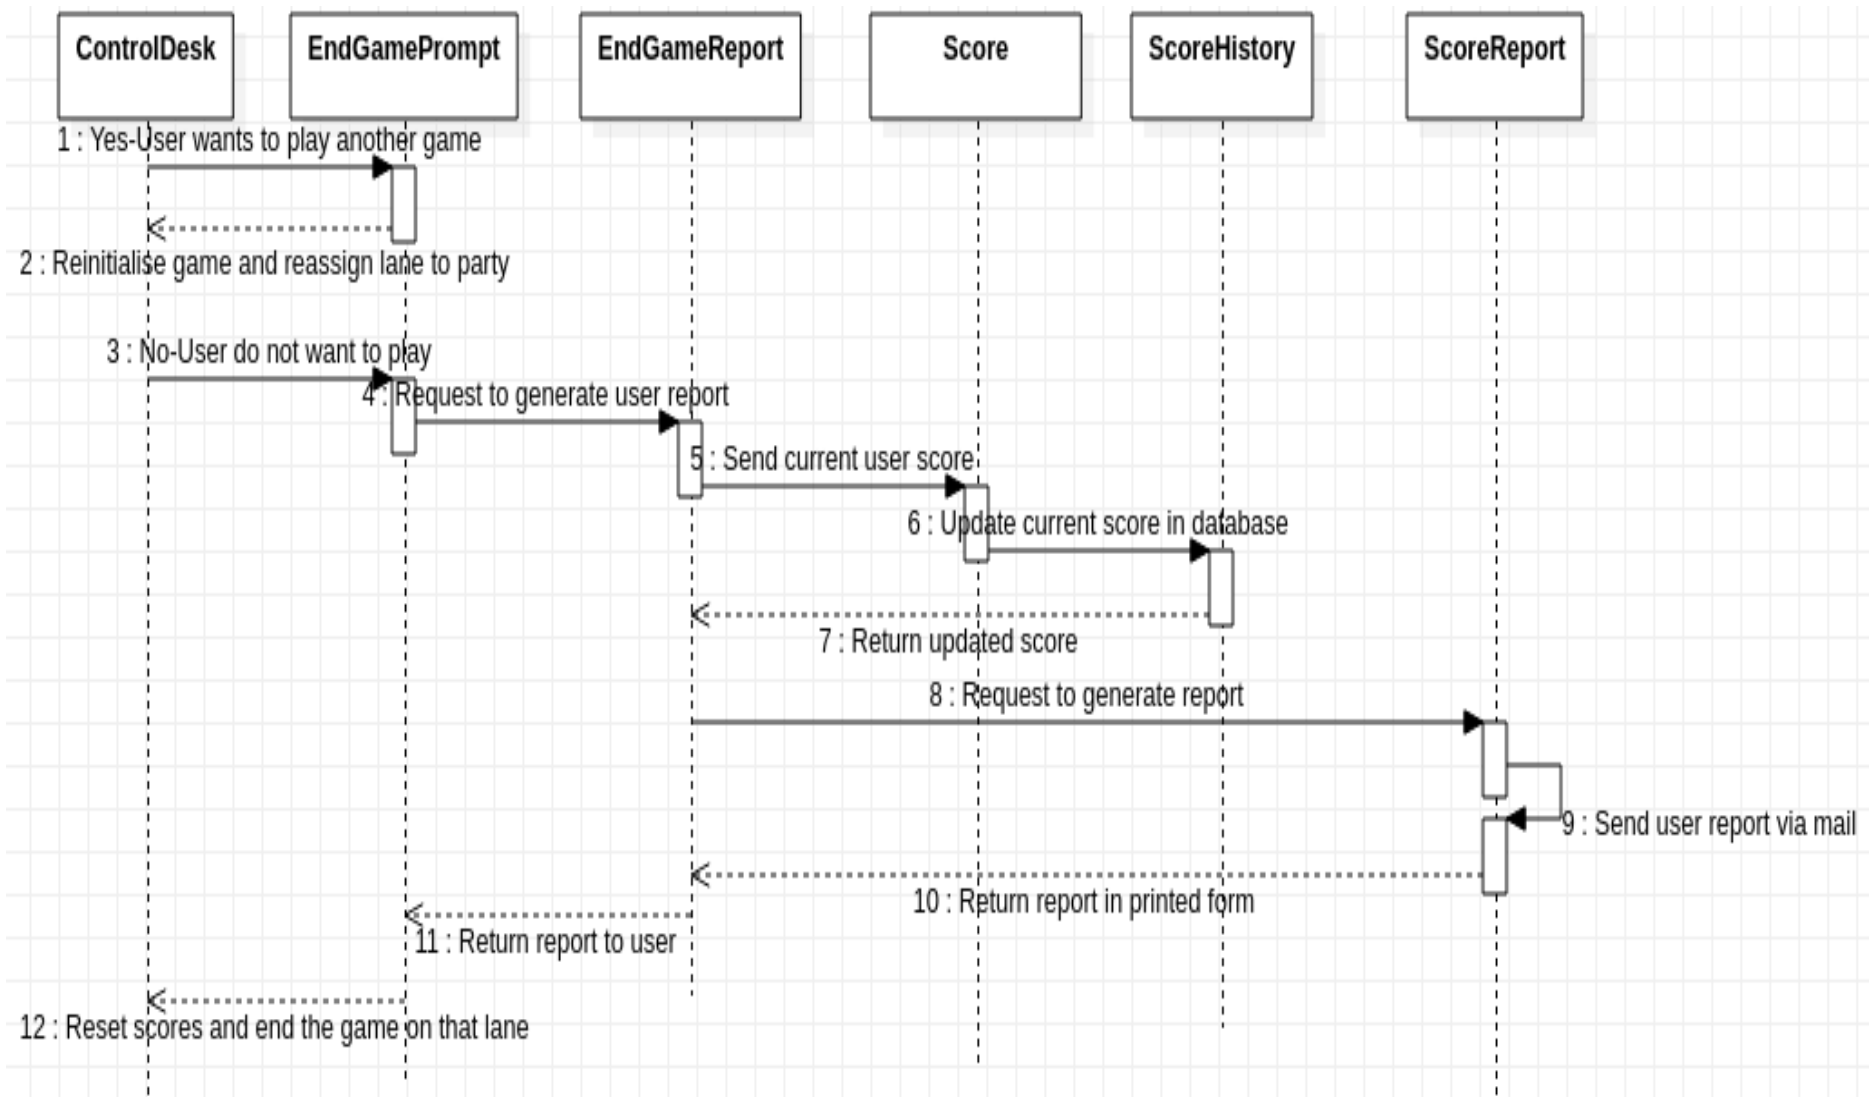 ControlDesk
EndGamePrompt
EndGameReport
Score
ScoreHistory
ScoreReport
1 : Yes-User wants to play another game
2 : Reinitialise game and reassign lane to party
3 : No-User do not want to play
4 : Request to generate user report
5 : Send current user score
6 : Update current score in database
7 : Return updated score
8 : Request to generate report
9 : Send user report via mail
10 : Return report in printed form
11 : Return report to user
12 : Reset scores and end the game on that lane